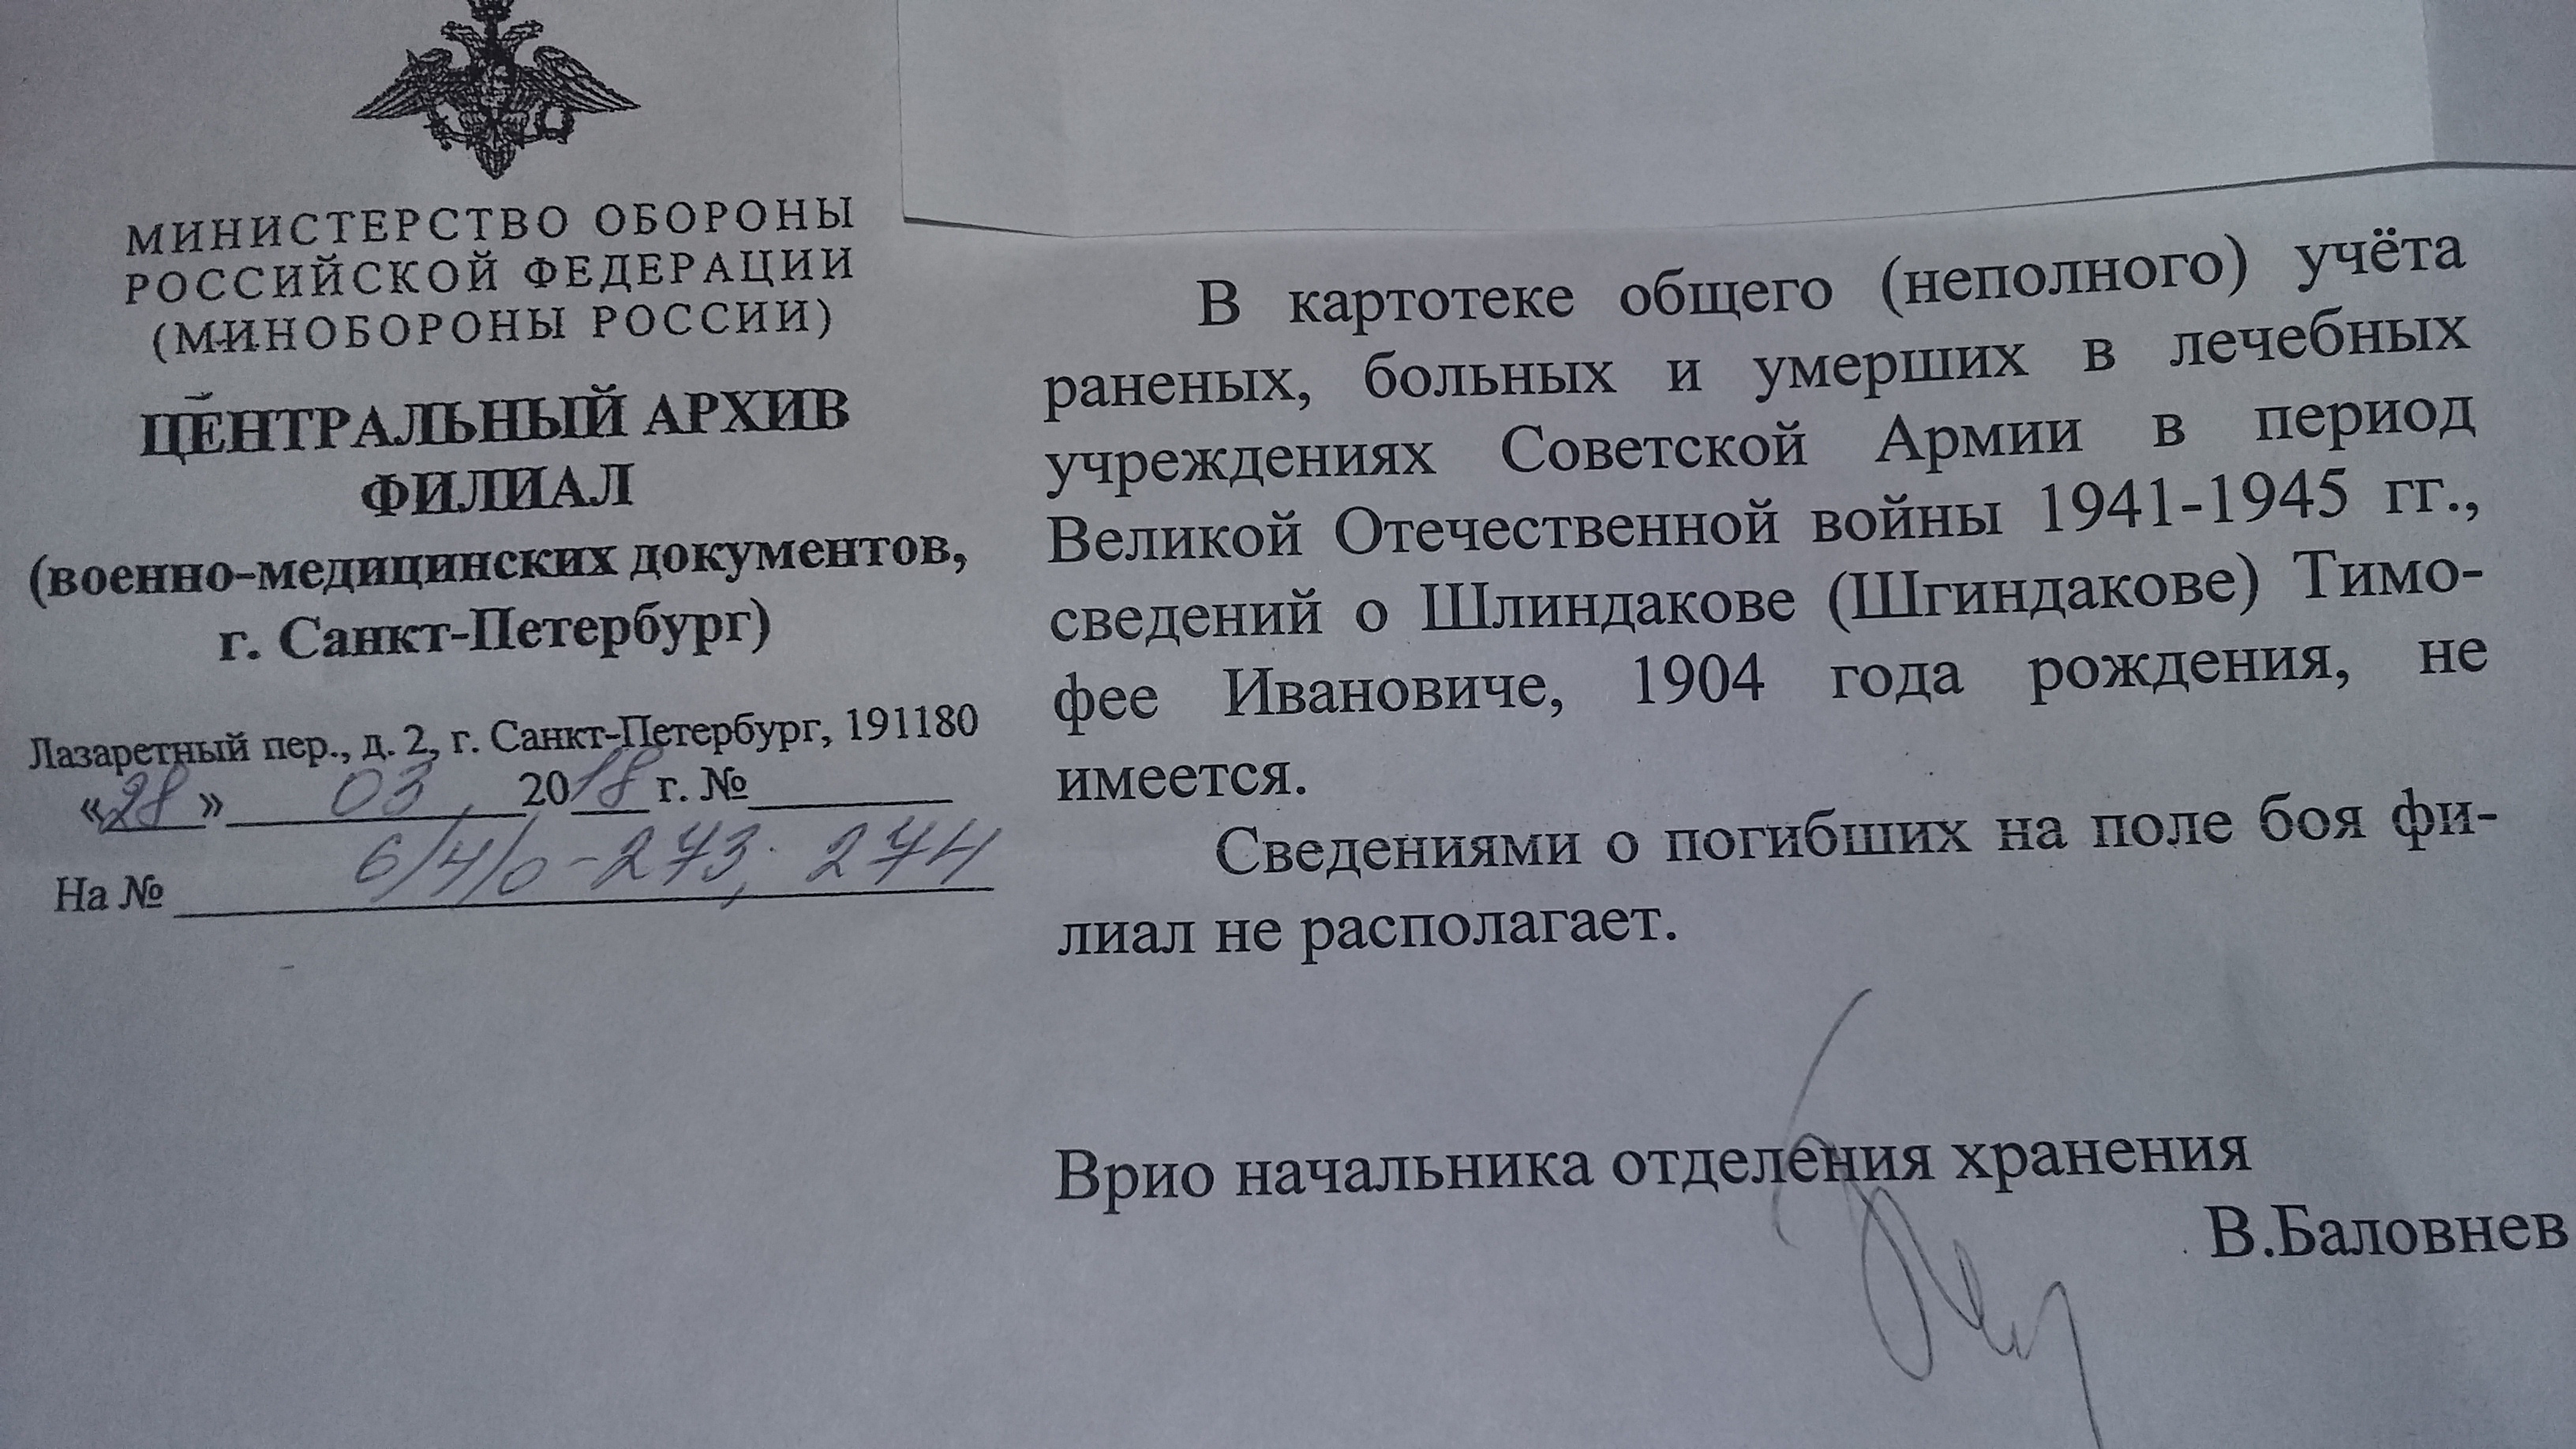 МИНИСТЕРСТВО ОБОРОНЫ
РОССИЙСКОЙ ФЕДЕРАЦИИ
(МИНОБОРОНЫ РОССИИ)
ЦЕНТРАЛЬНЫЙ АРХИВ
ФИЛИАЛ
(военно-медицинских документов,
г. Санкт-Петербург)
Лазаретный пер., д. 2, г. Санкт-Петербург, 191180
«28» 03, 2018 г. №
На № 6/4/0-273; 274
В картотеке общего (неполного) учёта
раненых, больных и умерших в лечебных
учреждениях Советской Армии в период
Великой Отечественной войны 1941-1945 гг.,
сведений о Шлиндакове (Шгиндакове) Тимо-
фее Ивановиче, 1904 года рождения, не
имеется.
Сведениями о погибших на поле боя фи-
лиал не располагает.
Врио начальника отделения хранения
В.Баловнев